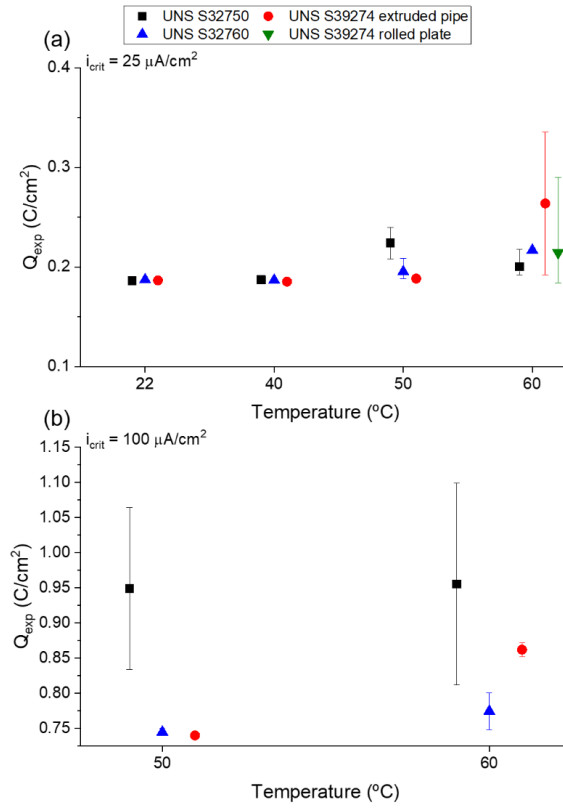 UNS S32750 UNS S39274 extruded pipe
UNS S32760 UNS S39274 rolled plate
(a)
i_crit = 25 μA/cm²
0.4
0.3
0.2
0.1
Q_exp (C/cm²)
22 40 50 60
Temperature (ºC)
(b)
i_crit = 100 μA/cm²
1.15
1.10
1.05
1.00
0.95
0.90
0.85
0.80
0.75
Q_exp (C/cm²)
50 60
Temperature (ºC)